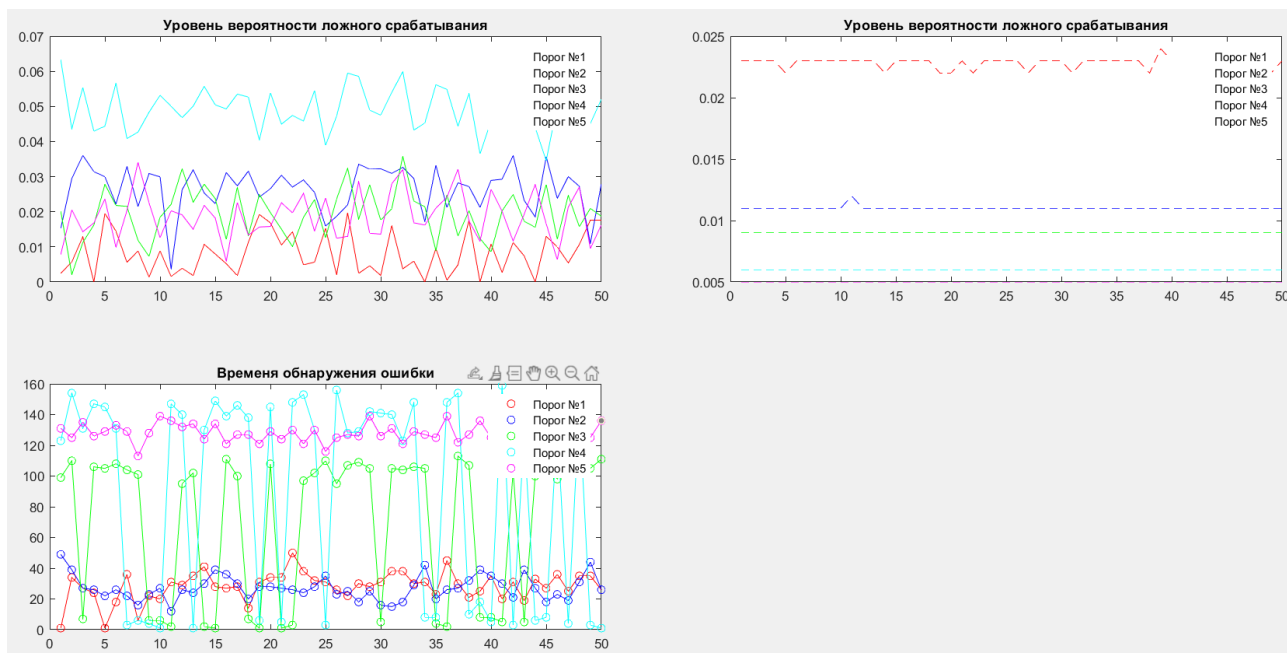 Уровень вероятности ложного срабатывания
0.07
0.06
0.05
0.04
0.03
0.02
0.01
0
0 5 10 15 20 25 30 35 40 45 50
Порог №1
Порог №2
Порог №3
Порог №4
Порог №5
Уровень вероятности ложного срабатывания
0.025
0.02
0.015
0.01
0.005
0 5 10 15 20 25 30 35 40 45 50
Порог №1
Порог №2
Порог №3
Порог №4
Порог №5
Временя обнаружения ошибки
160
140
120
100
80
60
40
20
0
0 5 10 15 20 25 30 35 40 45 50
Порог №1
Порог №2
Порог №3
Порог №4
Порог №5